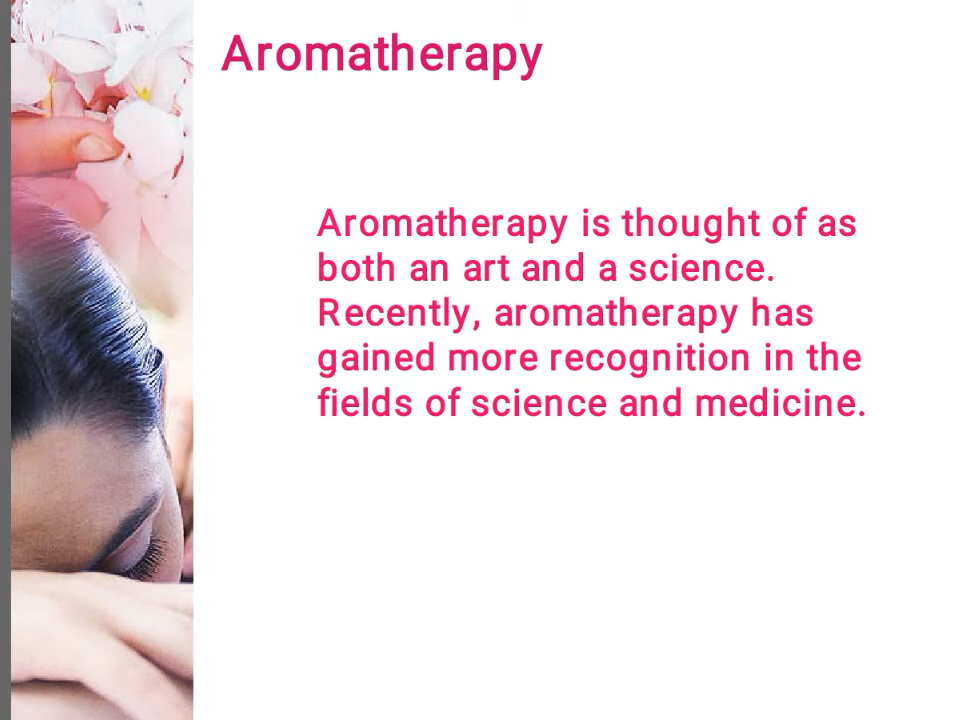 Aromatherapy
Aromatherapy is thought of as
both an art and a science.
Recently, aromatherapy has
gained more recognition in the
fields of science and medicine.